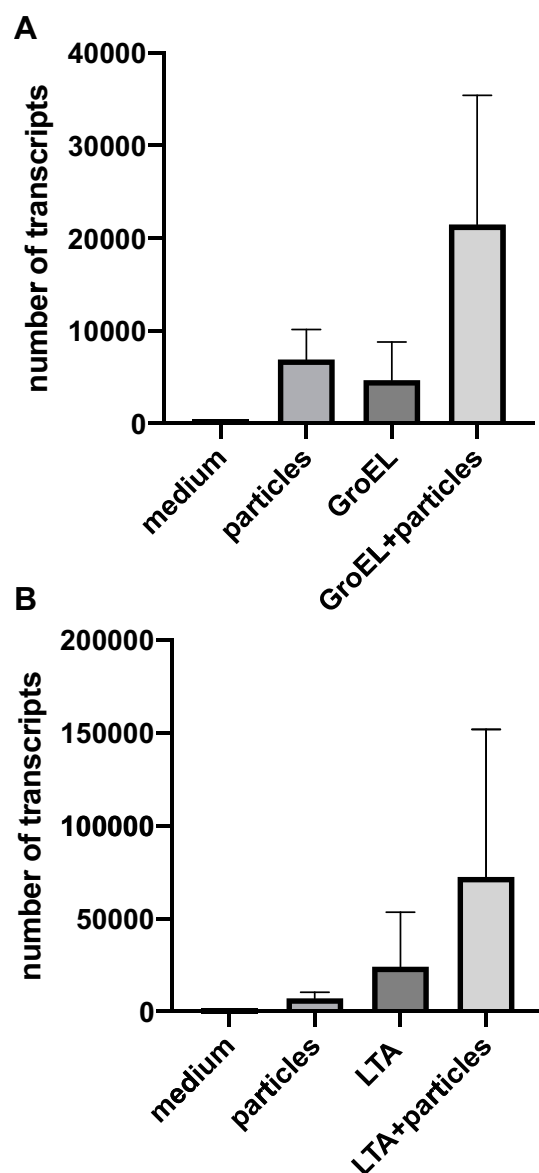 A
number of transcripts
40000
30000
20000
10000
0
medium
particles
GroEL
GroEL+particles
B
number of transcripts
200000
150000
100000
50000
0
medium
particles
LTA
LTA+particles